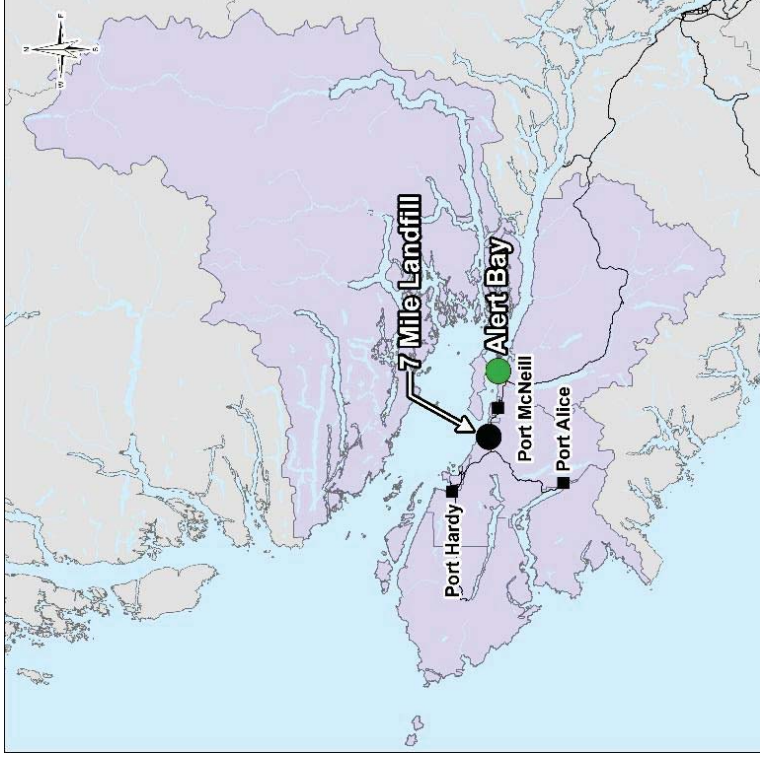 N
W
E
S
7 Mile Landfill
Alert Bay
Port McNeill
Port Hardy
Port Alice